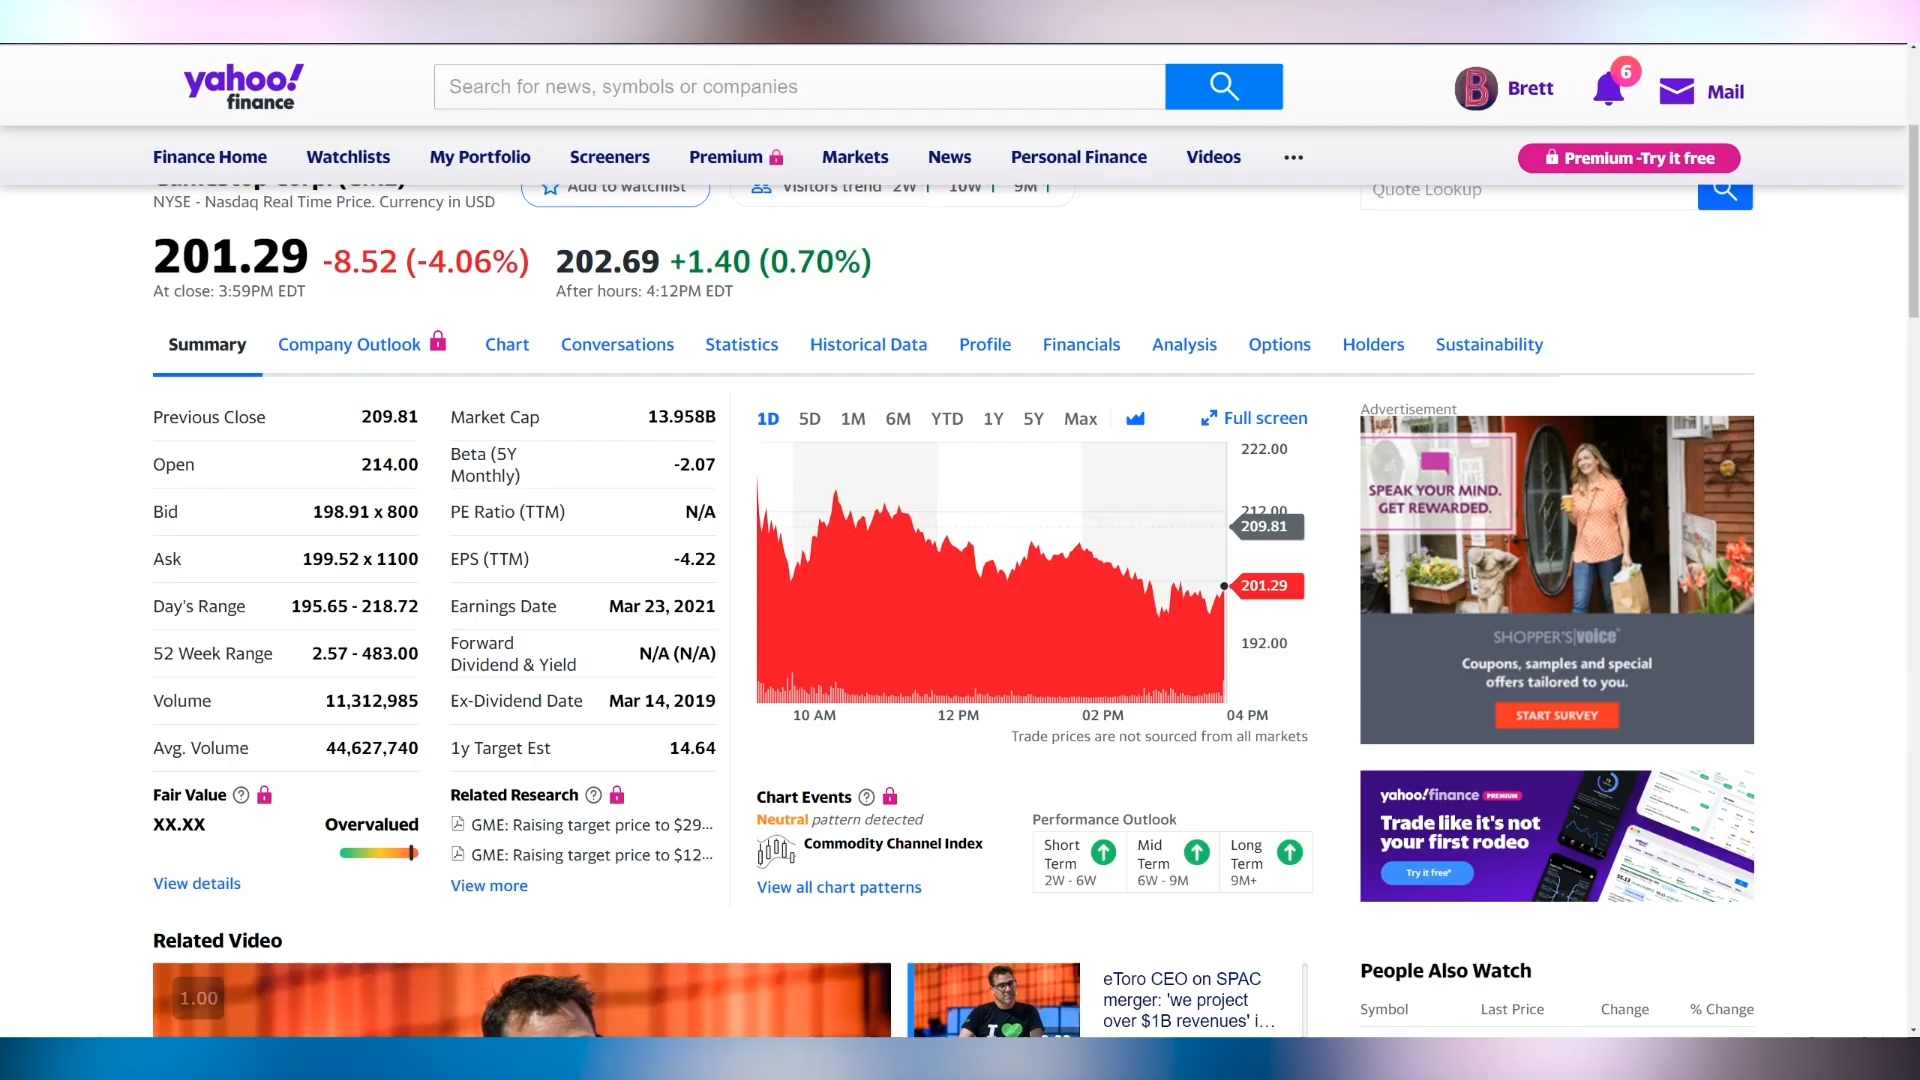 yahoo!
finance
Search for news, symbols or companies
B
Brett
6
Mail
Finance Home Watchlists My Portfolio Screeners Premium Markets News Personal Finance Videos ...
Premium -Try it free
GameStop Corp. (GME)
Add to watchlist
Visitors trend 2W ↑ 10W ↑ 9M ↑
Quote Lookup
NYSE - Nasdaq Real Time Price. Currency in USD
201.29 -8.52 (-4.06%) 202.69 +1.40 (0.70%)
At close: 3:59PM EDT After hours: 4:12PM EDT
Summary Company Outlook Chart Conversations Statistics Historical Data Profile Financials Analysis Options Holders Sustainability
Previous Close 209.81
Open 214.00
Bid 198.91 x 800
Ask 199.52 x 1100
Day's Range 195.65 - 218.72
52 Week Range 2.57 - 483.00
Volume 11,312,985
Avg. Volume 44,627,740
Market Cap 13.958B
Beta (5Y
Monthly) -2.07
PE Ratio (TTM) N/A
EPS (TTM) -4.22
Earnings Date Mar 23, 2021
Forward
Dividend & Yield N/A (N/A)
Ex-Dividend Date Mar 14, 2019
1y Target Est 14.64
1D 5D 1M 6M YTD 1Y 5Y Max Full screen
222.00
212.00
209.81
201.29
192.00
10 AM 12 PM 02 PM 04 PM
Trade prices are not sourced from all markets
Fair Value
XX.XX Overvalued
View details
Related Research
GME: Raising target price to $29...
GME: Raising target price to $12...
View more
Chart Events
Neutral pattern detected
Commodity Channel Index
View all chart patterns
Performance Outlook
Short
Term
2W - 6W
Mid
Term
6W - 9M
Long
Term
9M+
Advertisement
SPEAK YOUR MIND.
GET REWARDED.
SHOPPER'S|voice®
Coupons, samples and special
offers tailored to you.
START SURVEY
yahoo!finance PREMIUM
Trade like it's not
your first rodeo
Try it free*
Related Video
1.00
I
eToro CEO on SPAC
merger: 'we project
over $1B revenues' i...
People Also Watch
Symbol Last Price Change % Change